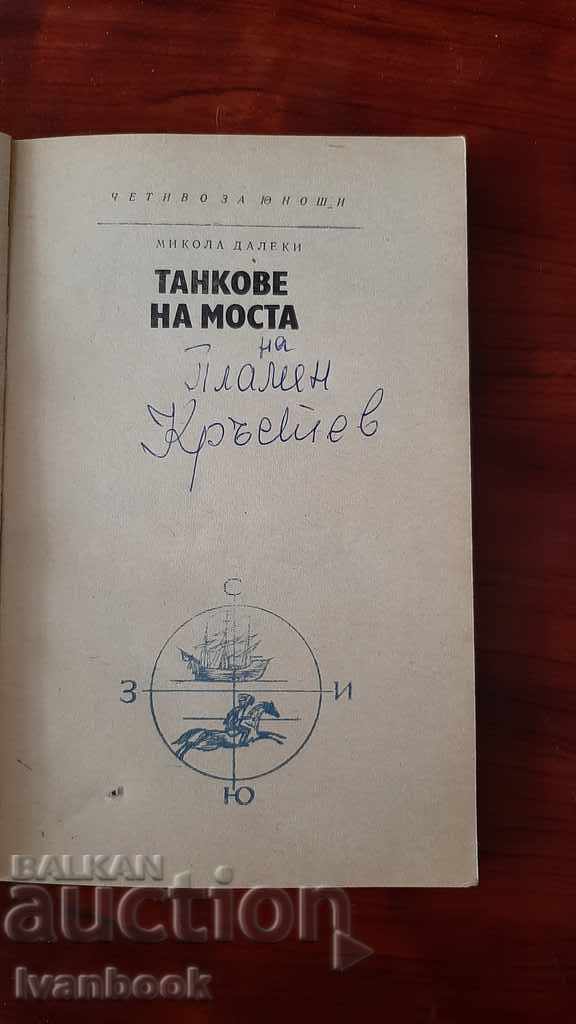 ЧЕТИВО ЗА ЮНОШИ
МИКОЛА ДАЛЕКИ
ТАНКОВЕ
НА МОСТА
на
Пламен
Кръстев
С
З И
Ю
BALKAN
auction
Ivanbook